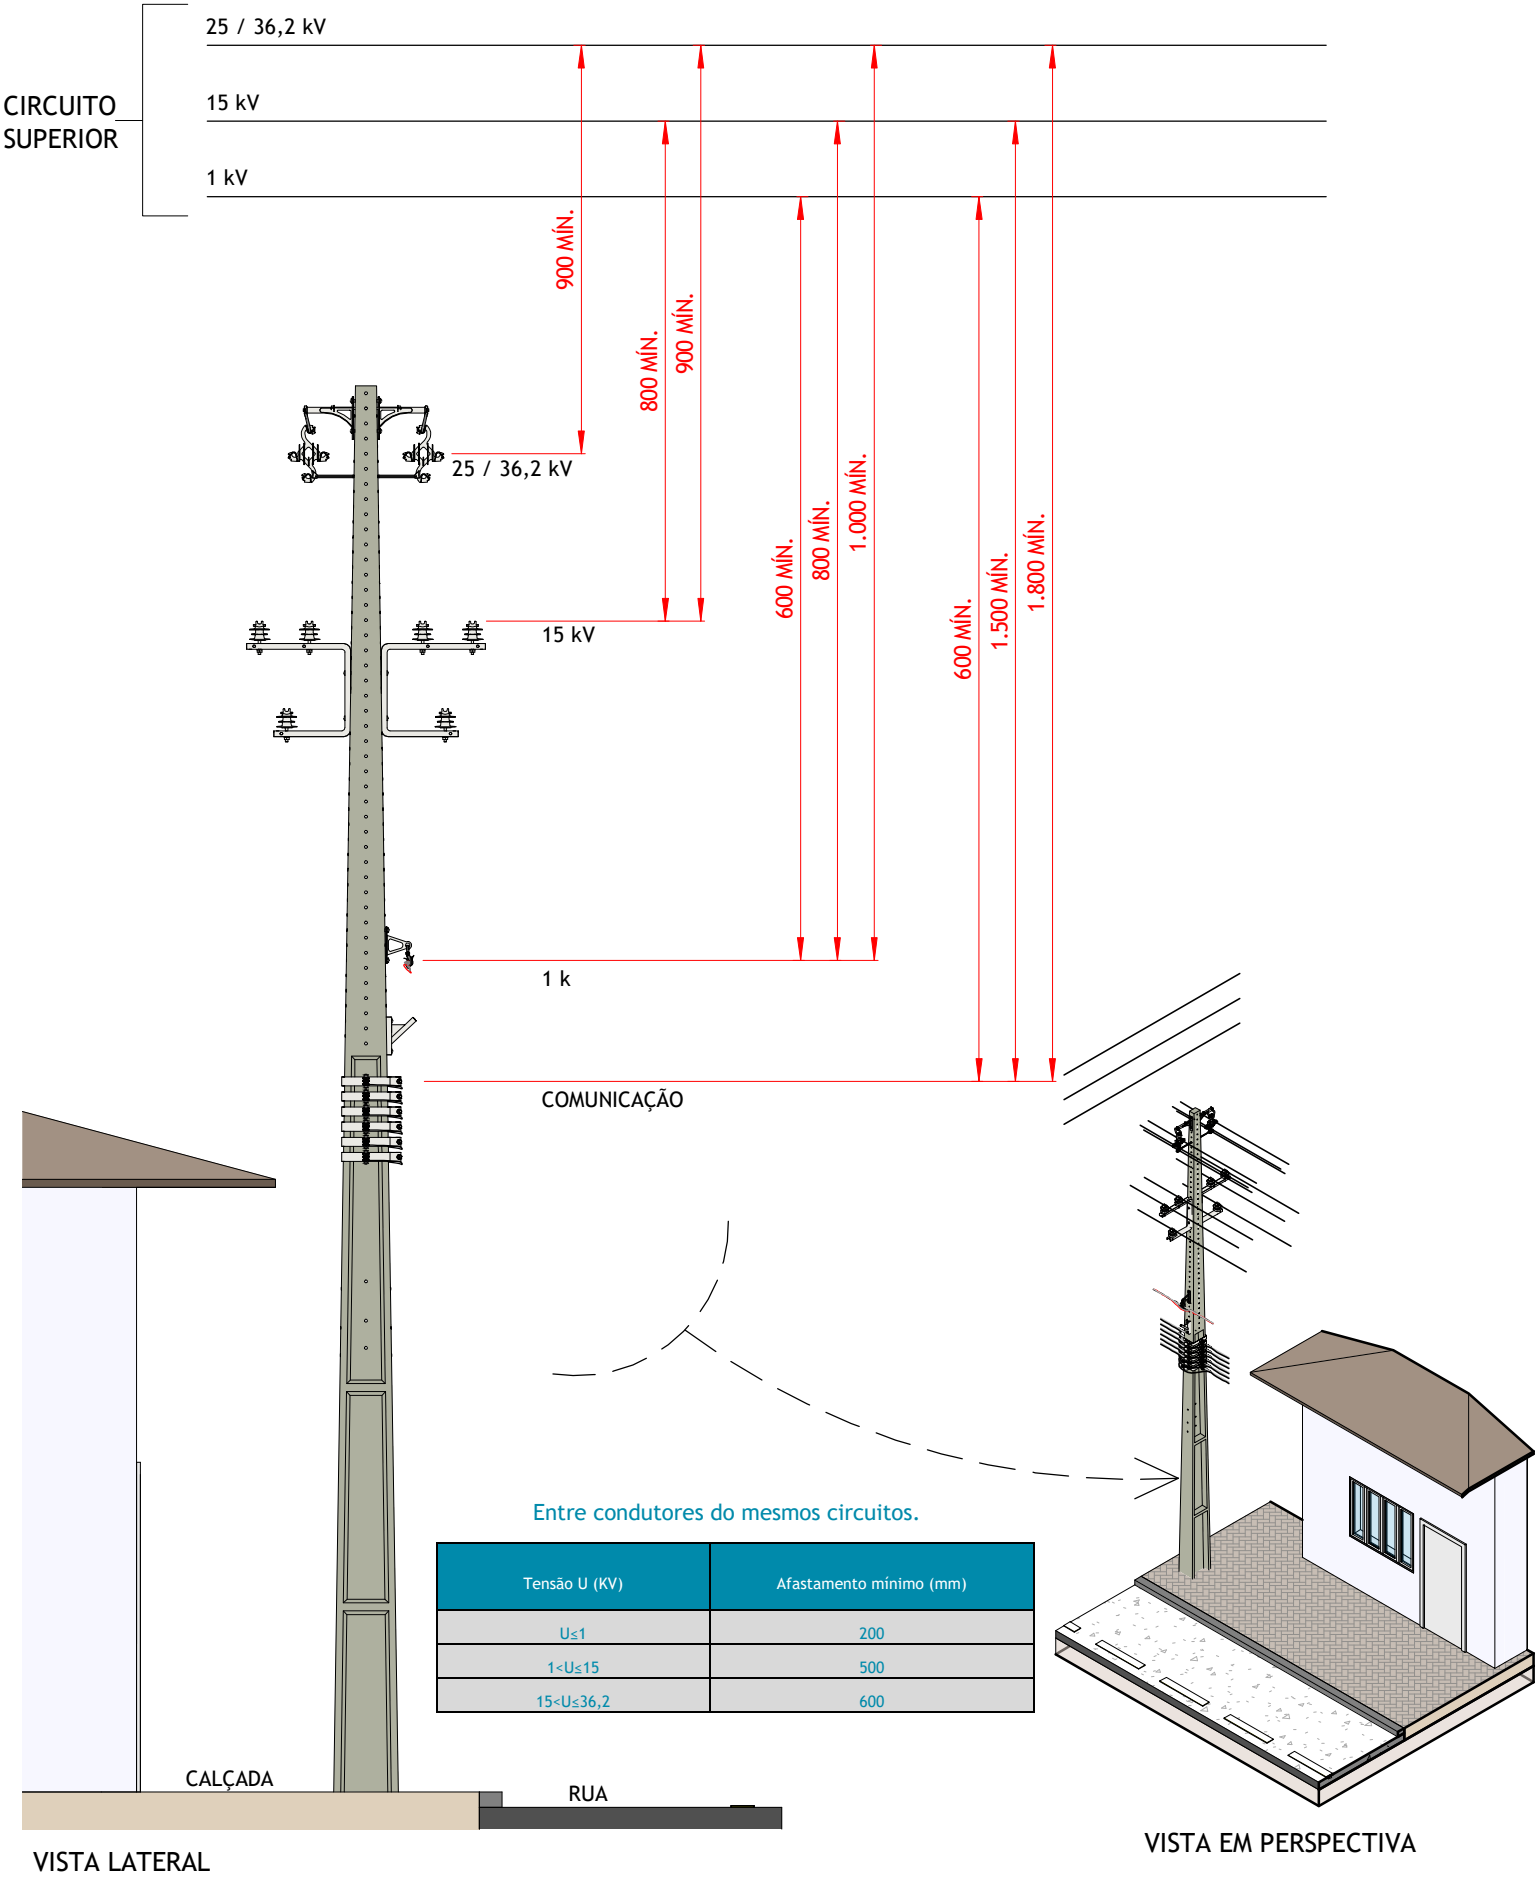 25 / 36,2 kV
CIRCUITO
SUPERIOR
15 kV
1 kV
900 MÍN.
800 MÍN.
900 MÍN.
600 MÍN.
800 MÍN.
1.000 MÍN.
600 MÍN.
1.500 MÍN.
1.800 MÍN.
25 / 36,2 kV
15 kV
1 k
COMUNICAÇÃO
Entre condutores do mesmos circuitos.
Tensão U (KV) Afastamento mínimo (mm)
U≤1 200
1<U≤15 500
15<U≤36,2 600
CALÇADA
RUA
VISTA LATERAL
VISTA EM PERSPECTIVA